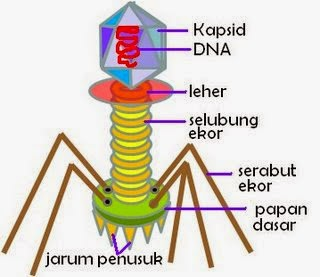 Kapsid
DNA
leher
selubung
ekor
serabut
ekor
papan
dasar
jarum penusuk